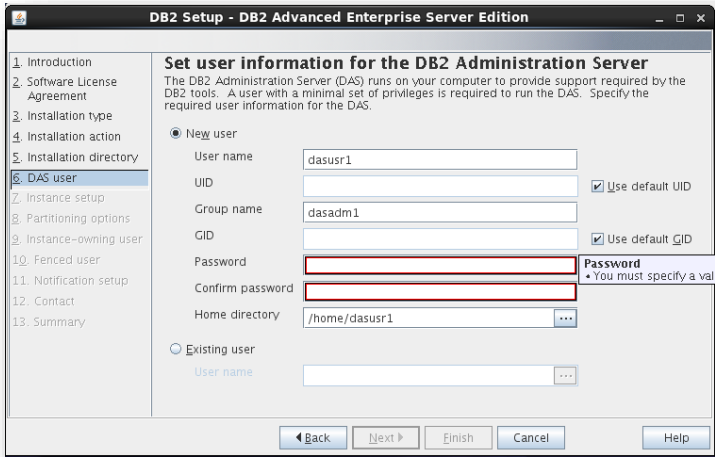 DB2 Setup - DB2 Advanced Enterprise Server Edition
1. Introduction
2. Software License
Agreement
3. Installation type
4. Installation action
5. Installation directory
6. DAS user
7. Instance setup
8. Partitioning options
9. Instance-owning user
10. Fenced user
11. Notification setup
12. Contact
13. Summary
Set user information for the DB2 Administration Server
The DB2 Administration Server (DAS) runs on your computer to provide support required by the
DB2 tools. A user with a minimal set of privileges is required to run the DAS. Specify the
required user information for the DAS.
New user
User name dasusr1
UID Use default UID
Group name dasadm1
GID Use default GID
Password
Confirm password
Password
• You must specify a val
Home directory /home/dasusr1 ...
Existing user
User name ...
Back Next Finish Cancel Help